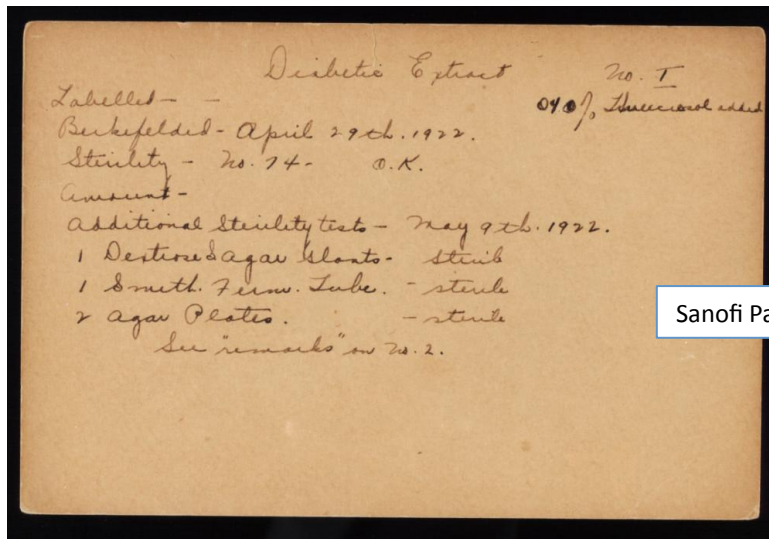 Diabetic Extract No. I
Labelled - - 0.40% added
Berkefelded - April 29th. 1922.
Sterility - No. 74 - O.K.
Amount -
Additional Sterility tests - May 9th. 1922.
1 Dextrose Agar Slants - sterile
1 Smith. Ferm. Tube. - sterile
2 Agar Plates. - sterile
See "remarks" on No. 2.
Sanofi Pa